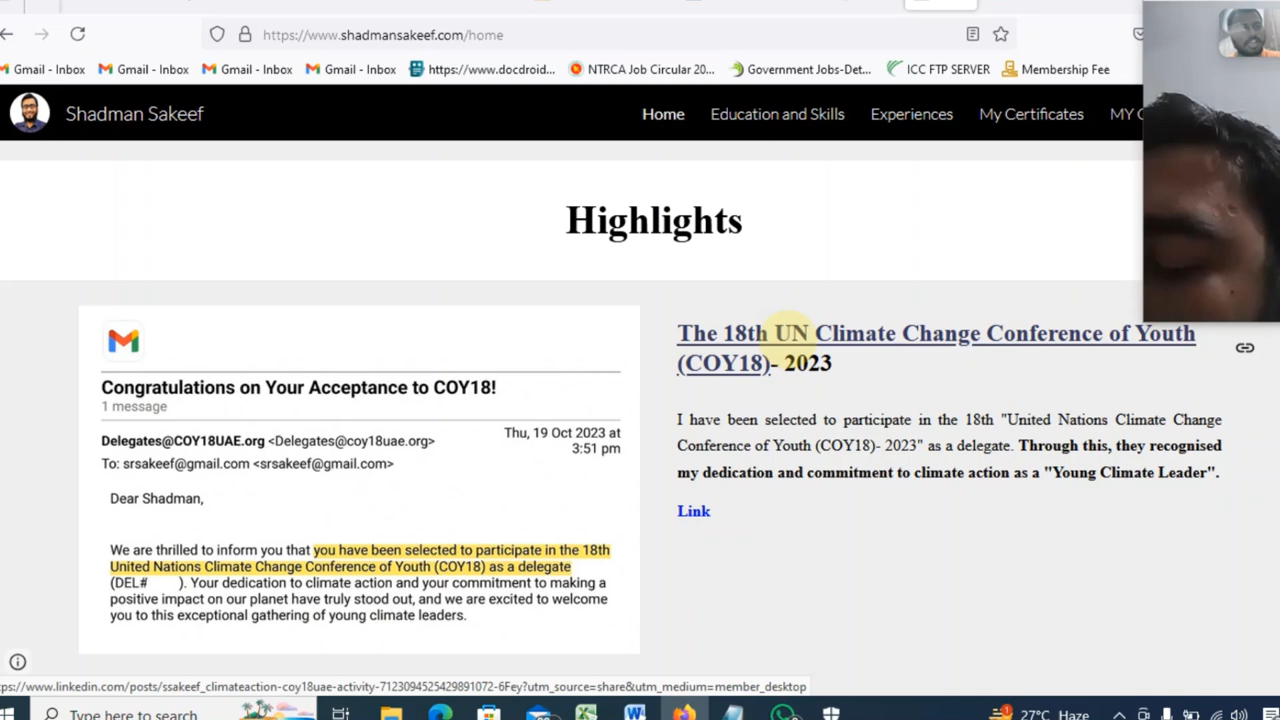 https://www.shadmansakeef.com/home
Gmail - Inbox
Gmail - Inbox
Gmail - Inbox
Gmail - Inbox
https://www.docdroid...
NTRCA Job Circular 20...
Government Jobs-Det...
ICC FTP SERVER
Membership Fee
Shadman Sakeef
Home
Education and Skills
Experiences
My Certificates
MY
Highlights
Congratulations on Your Acceptance to COY18!
1 message
Delegates@COY18UAE.org <Delegates@coy18uae.org>
Thu, 19 Oct 2023 at
3:51 pm
To: srsakeef@gmail.com <srsakeef@gmail.com>
Dear Shadman,
We are thrilled to inform you that you have been selected to participate in the 18th
United Nations Climate Change Conference of Youth (COY18) as a delegate
(DEL# ). Your dedication to climate action and your commitment to making a
positive impact on our planet have truly stood out, and we are excited to welcome
you to this exceptional gathering of young climate leaders.
The 18th UN Climate Change Conference of Youth
(COY18)- 2023
I have been selected to participate in the 18th "United Nations Climate Change
Conference of Youth (COY18)- 2023" as a delegate. Through this, they recognised
my dedication and commitment to climate action as a "Young Climate Leader".
Link
ps://www.linkedin.com/posts/ssakeef_climateaction-coy18uae-activity-7123094525429891072-6Fey?utm_source=share&utm_medium=member_desktop
Type here to search
27°C Haze